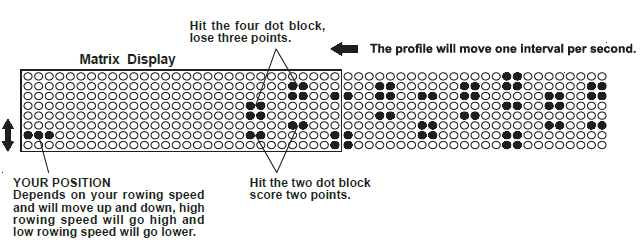 Hit the four dot block,
lose three points.
The profile will move one interval per second.
Matrix Display
YOUR POSITION
Depends on your rowing speed
and will move up and down, high
rowing speed will go high and
low rowing speed will go lower.
Hit the two dot block
score two points.